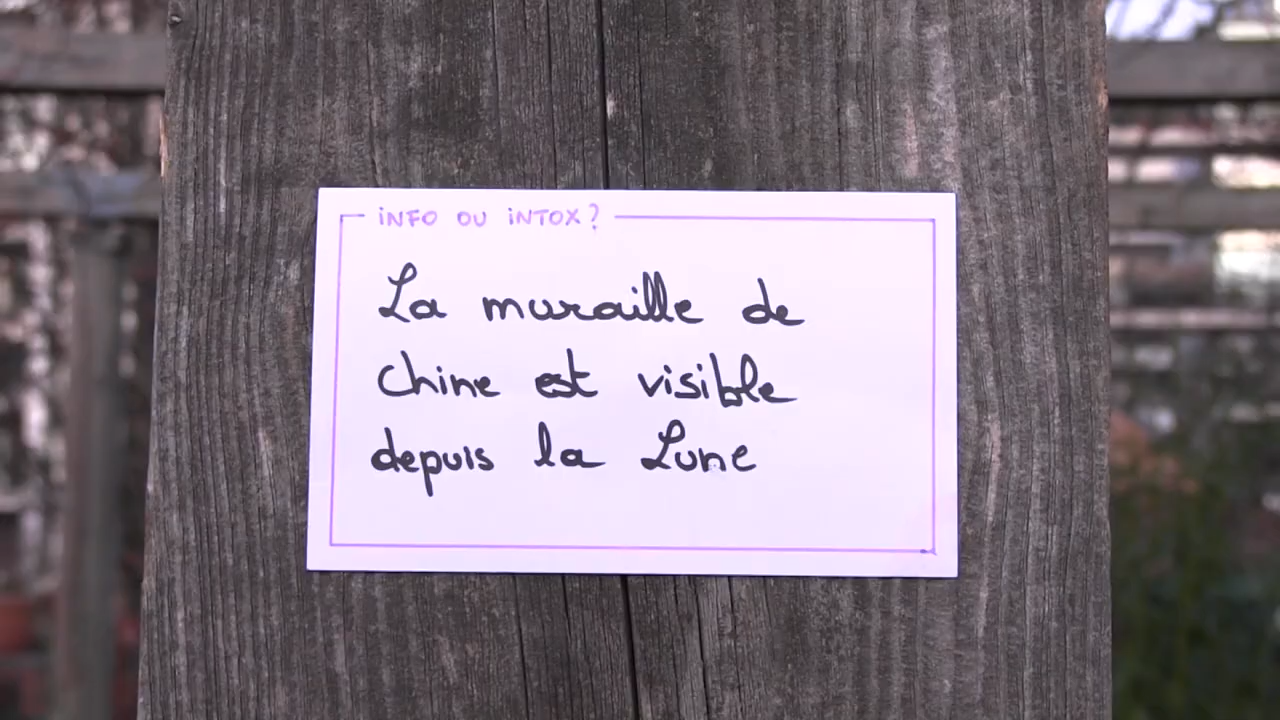 INFO OU INTOX?
La muraille de
Chine est visible
depuis la Lune